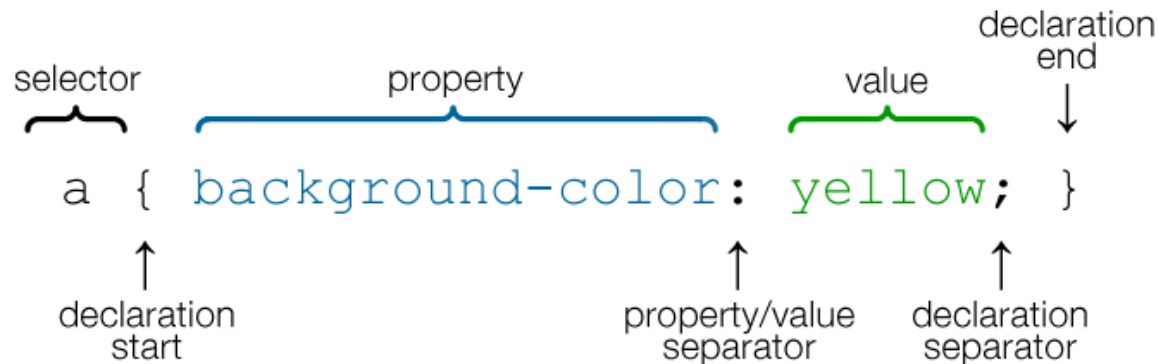 declaration
end
selector
property
value
a { background-color: yellow; }
declaration
start
property/value
separator
declaration
separator